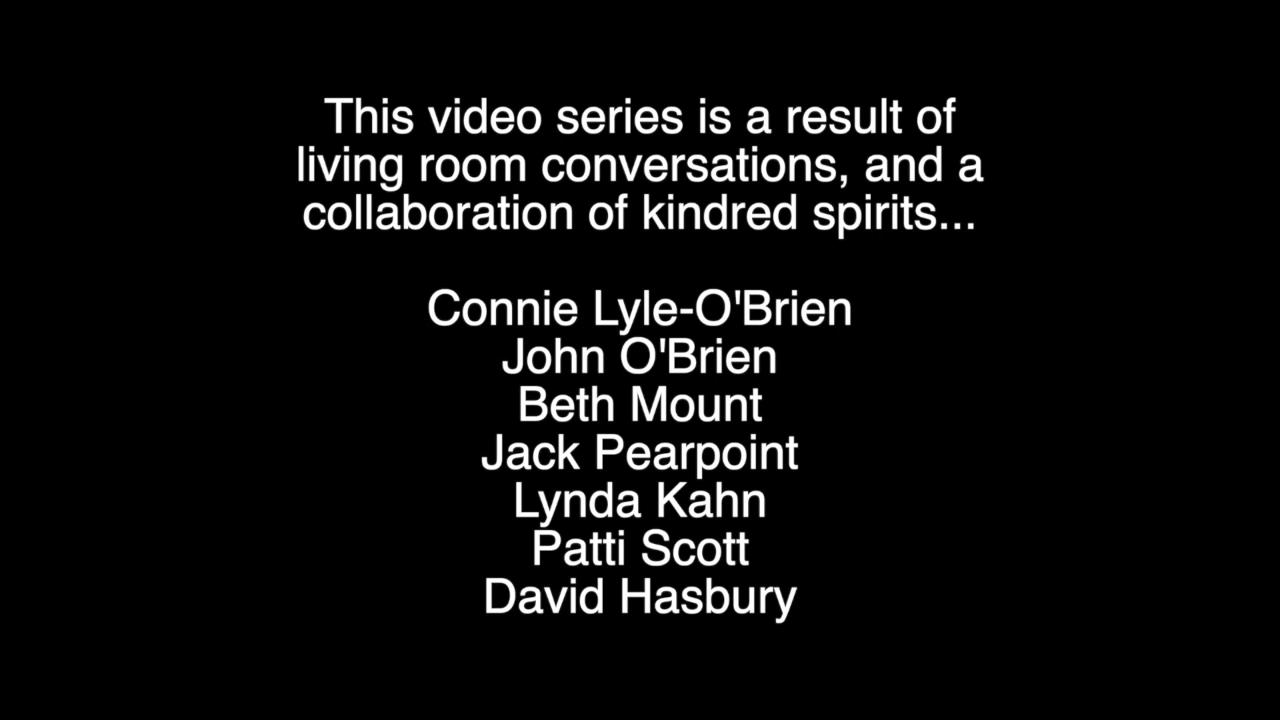 This video series is a result of
living room conversations, and a
collaboration of kindred spirits...
Connie Lyle-O'Brien
John O'Brien
Beth Mount
Jack Pearpoint
Lynda Kahn
Patti Scott
David Hasbury